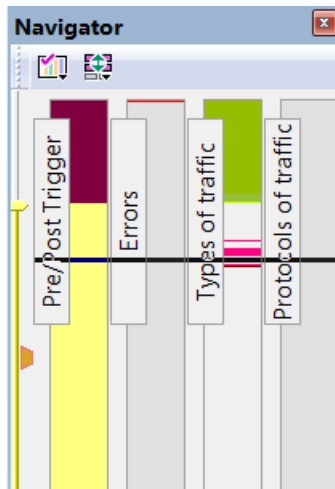 Navigator
Pre/Post Trigger
Errors
Types of traffic
Protocols of traffic